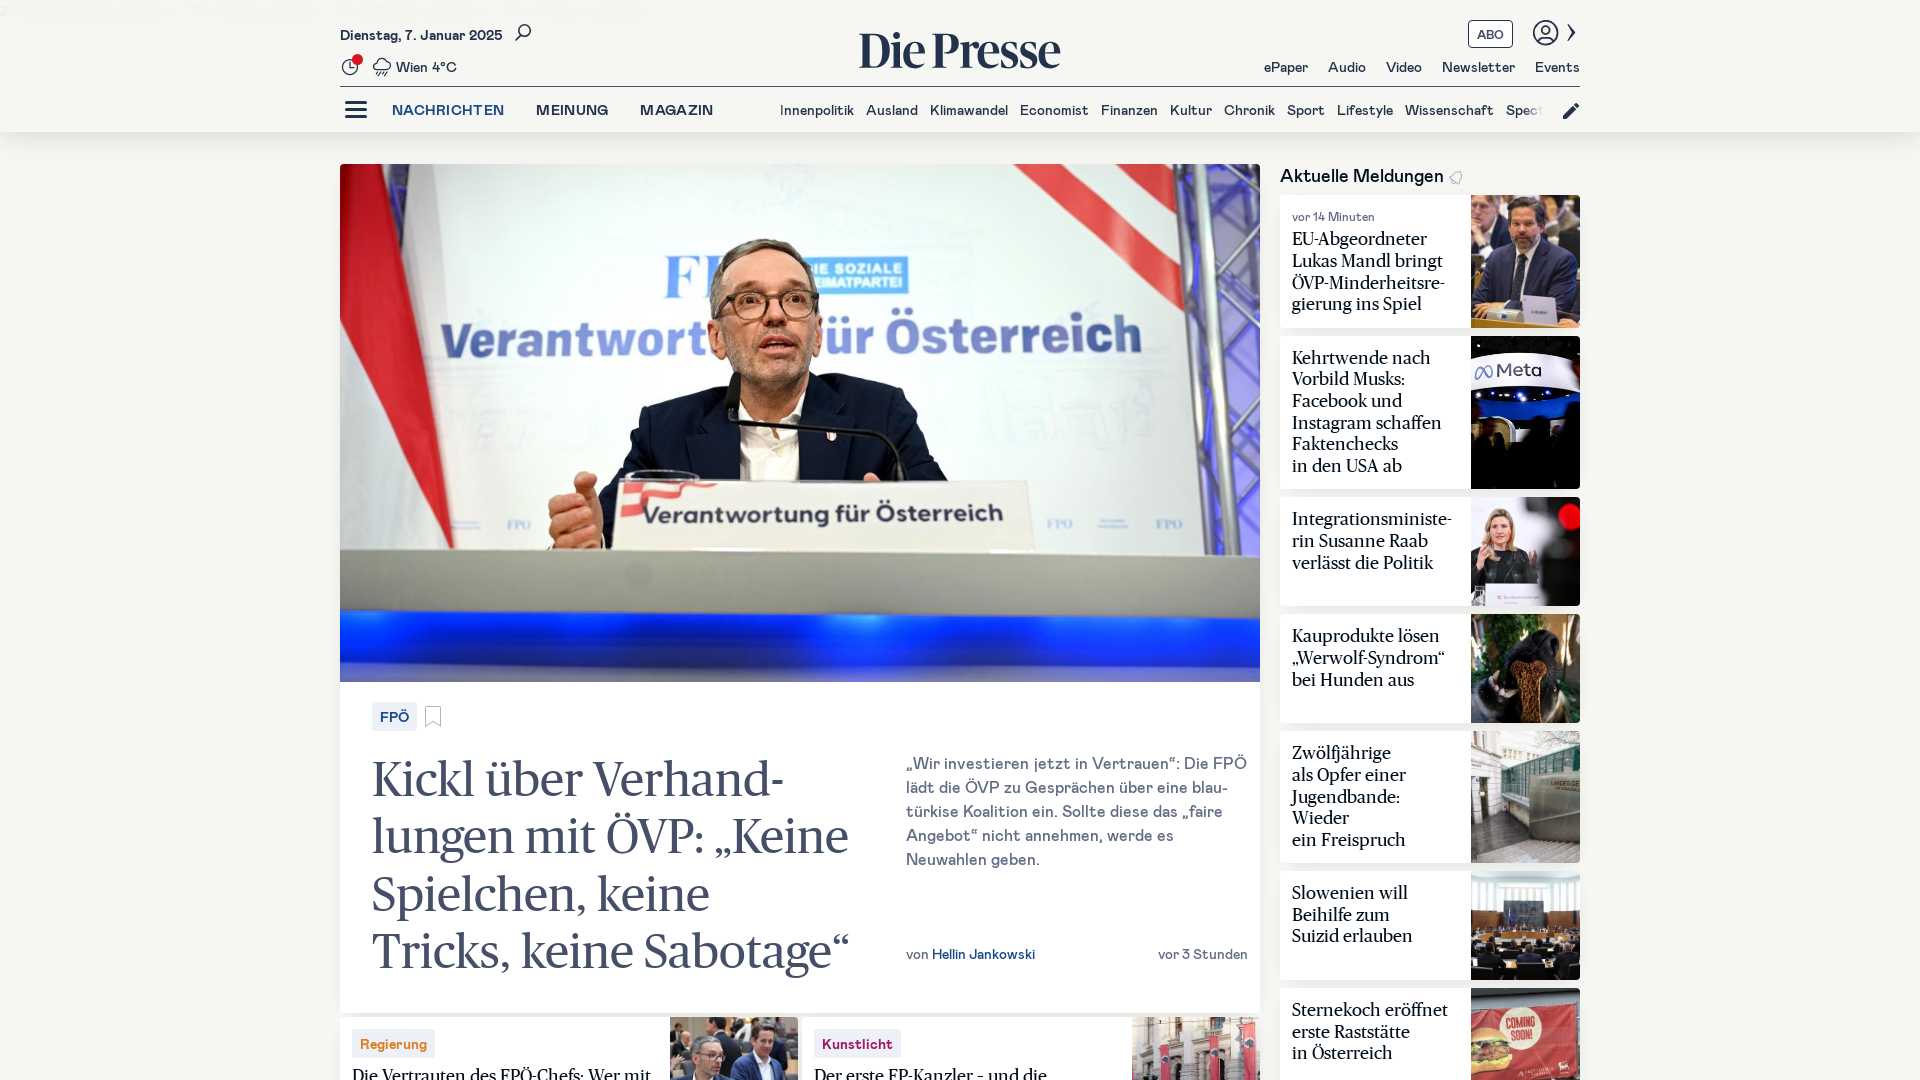 Dienstag, 7. Januar 2025
Wien 4°C
Die Presse
ABO
ePaper Audio Video Newsletter Events
NACHRICHTEN MEINUNG MAGAZIN
Innenpolitik Ausland Klimawandel Economist Finanzen Kultur Chronik Sport Lifestyle Wissenschaft Spect
DIE SOZIALE
HEIMATPARTEI
für Österreich
Verantwortung für Österreich
FPÖ FPÖ FPÖ
FPÖ
Kickl über Verhand-
lungen mit ÖVP: „Keine
Spielchen, keine
Tricks, keine Sabotage“
„Wir investieren jetzt in Vertrauen“: Die FPÖ
lädt die ÖVP zu Gesprächen über eine blau-
türkise Koalition ein. Sollte diese das „faire
Angebot“ nicht annehmen, werde es
Neuwahlen geben.
von Hellin Jankowski
vor 3 Stunden
Regierung
Die Vertrauten des FPÖ-Chefs: Wer mit
Kunstlicht
Der erste FP-Kanzler – und die
Aktuelle Meldungen
vor 14 Minuten
EU-Abgeordneter
Lukas Mandl bringt
ÖVP-Minderheitsre-
gierung ins Spiel
Kehrtwende nach
Vorbild Musks:
Facebook und
Instagram schaffen
Faktenchecks
in den USA ab
Meta
Integrationsministe-
rin Susanne Raab
verlässt die Politik
Kauprodukte lösen
„Werwolf-Syndrom“
bei Hunden aus
Zwölfjährige
als Opfer einer
Jugendbande:
Wieder
ein Freispruch
Slowenien will
Beihilfe zum
Suizid erlauben
Sternekoch eröffnet
erste Raststätte
in Österreich
COMING
SOON!